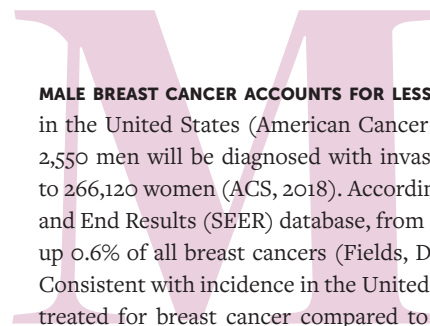 MALE BREAST CANCER ACCOUNTS FOR LESS
in the United States (American Cancer
2,550 men will be diagnosed with invas
to 266,120 women (ACS, 2018). Accordin
and End Results (SEER) database, from
up 0.6% of all breast cancers (Fields, D
Consistent with incidence in the United
treated for breast cancer compared to